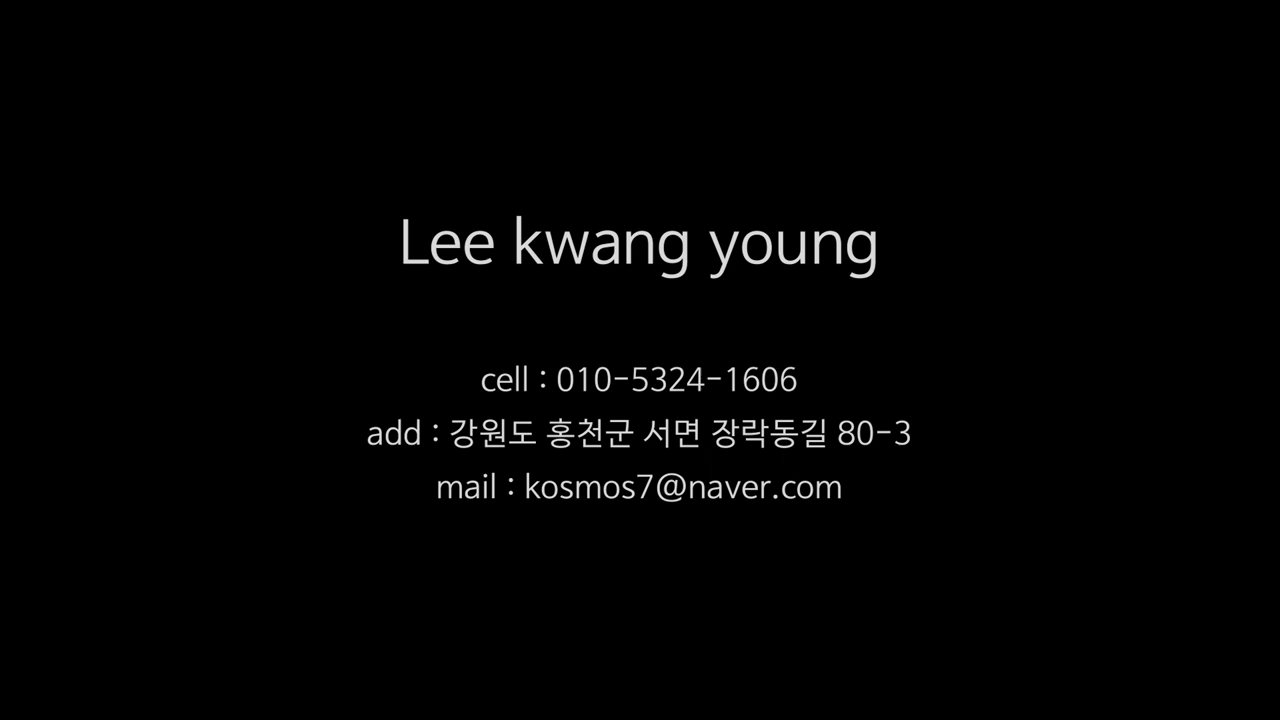 Lee kwang young
cell : 010-5324-1606
add : 강원도 홍천군 서면 장락동길 80-3
mail : kosmos7@naver.com